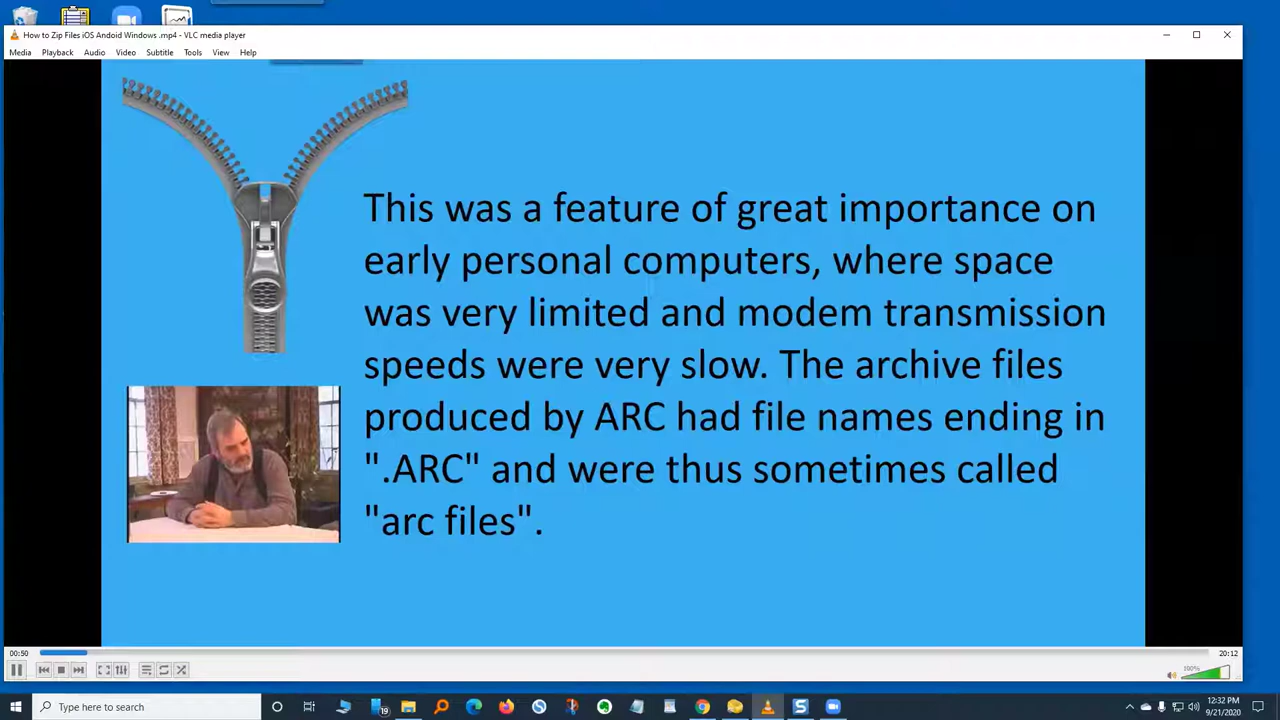 How to Zip Files iOS Andoid Windows .mp4 - VLC media player
Media Playback Audio Video Subtitle Tools View Help
This was a feature of great importance on
early personal computers, where space
was very limited and modem transmission
speeds were very slow. The archive files
produced by ARC had file names ending in
".ARC" and were thus sometimes called
"arc files".
00:50
20:12
100%
Type here to search
19
12:32 PM
9/21/2020